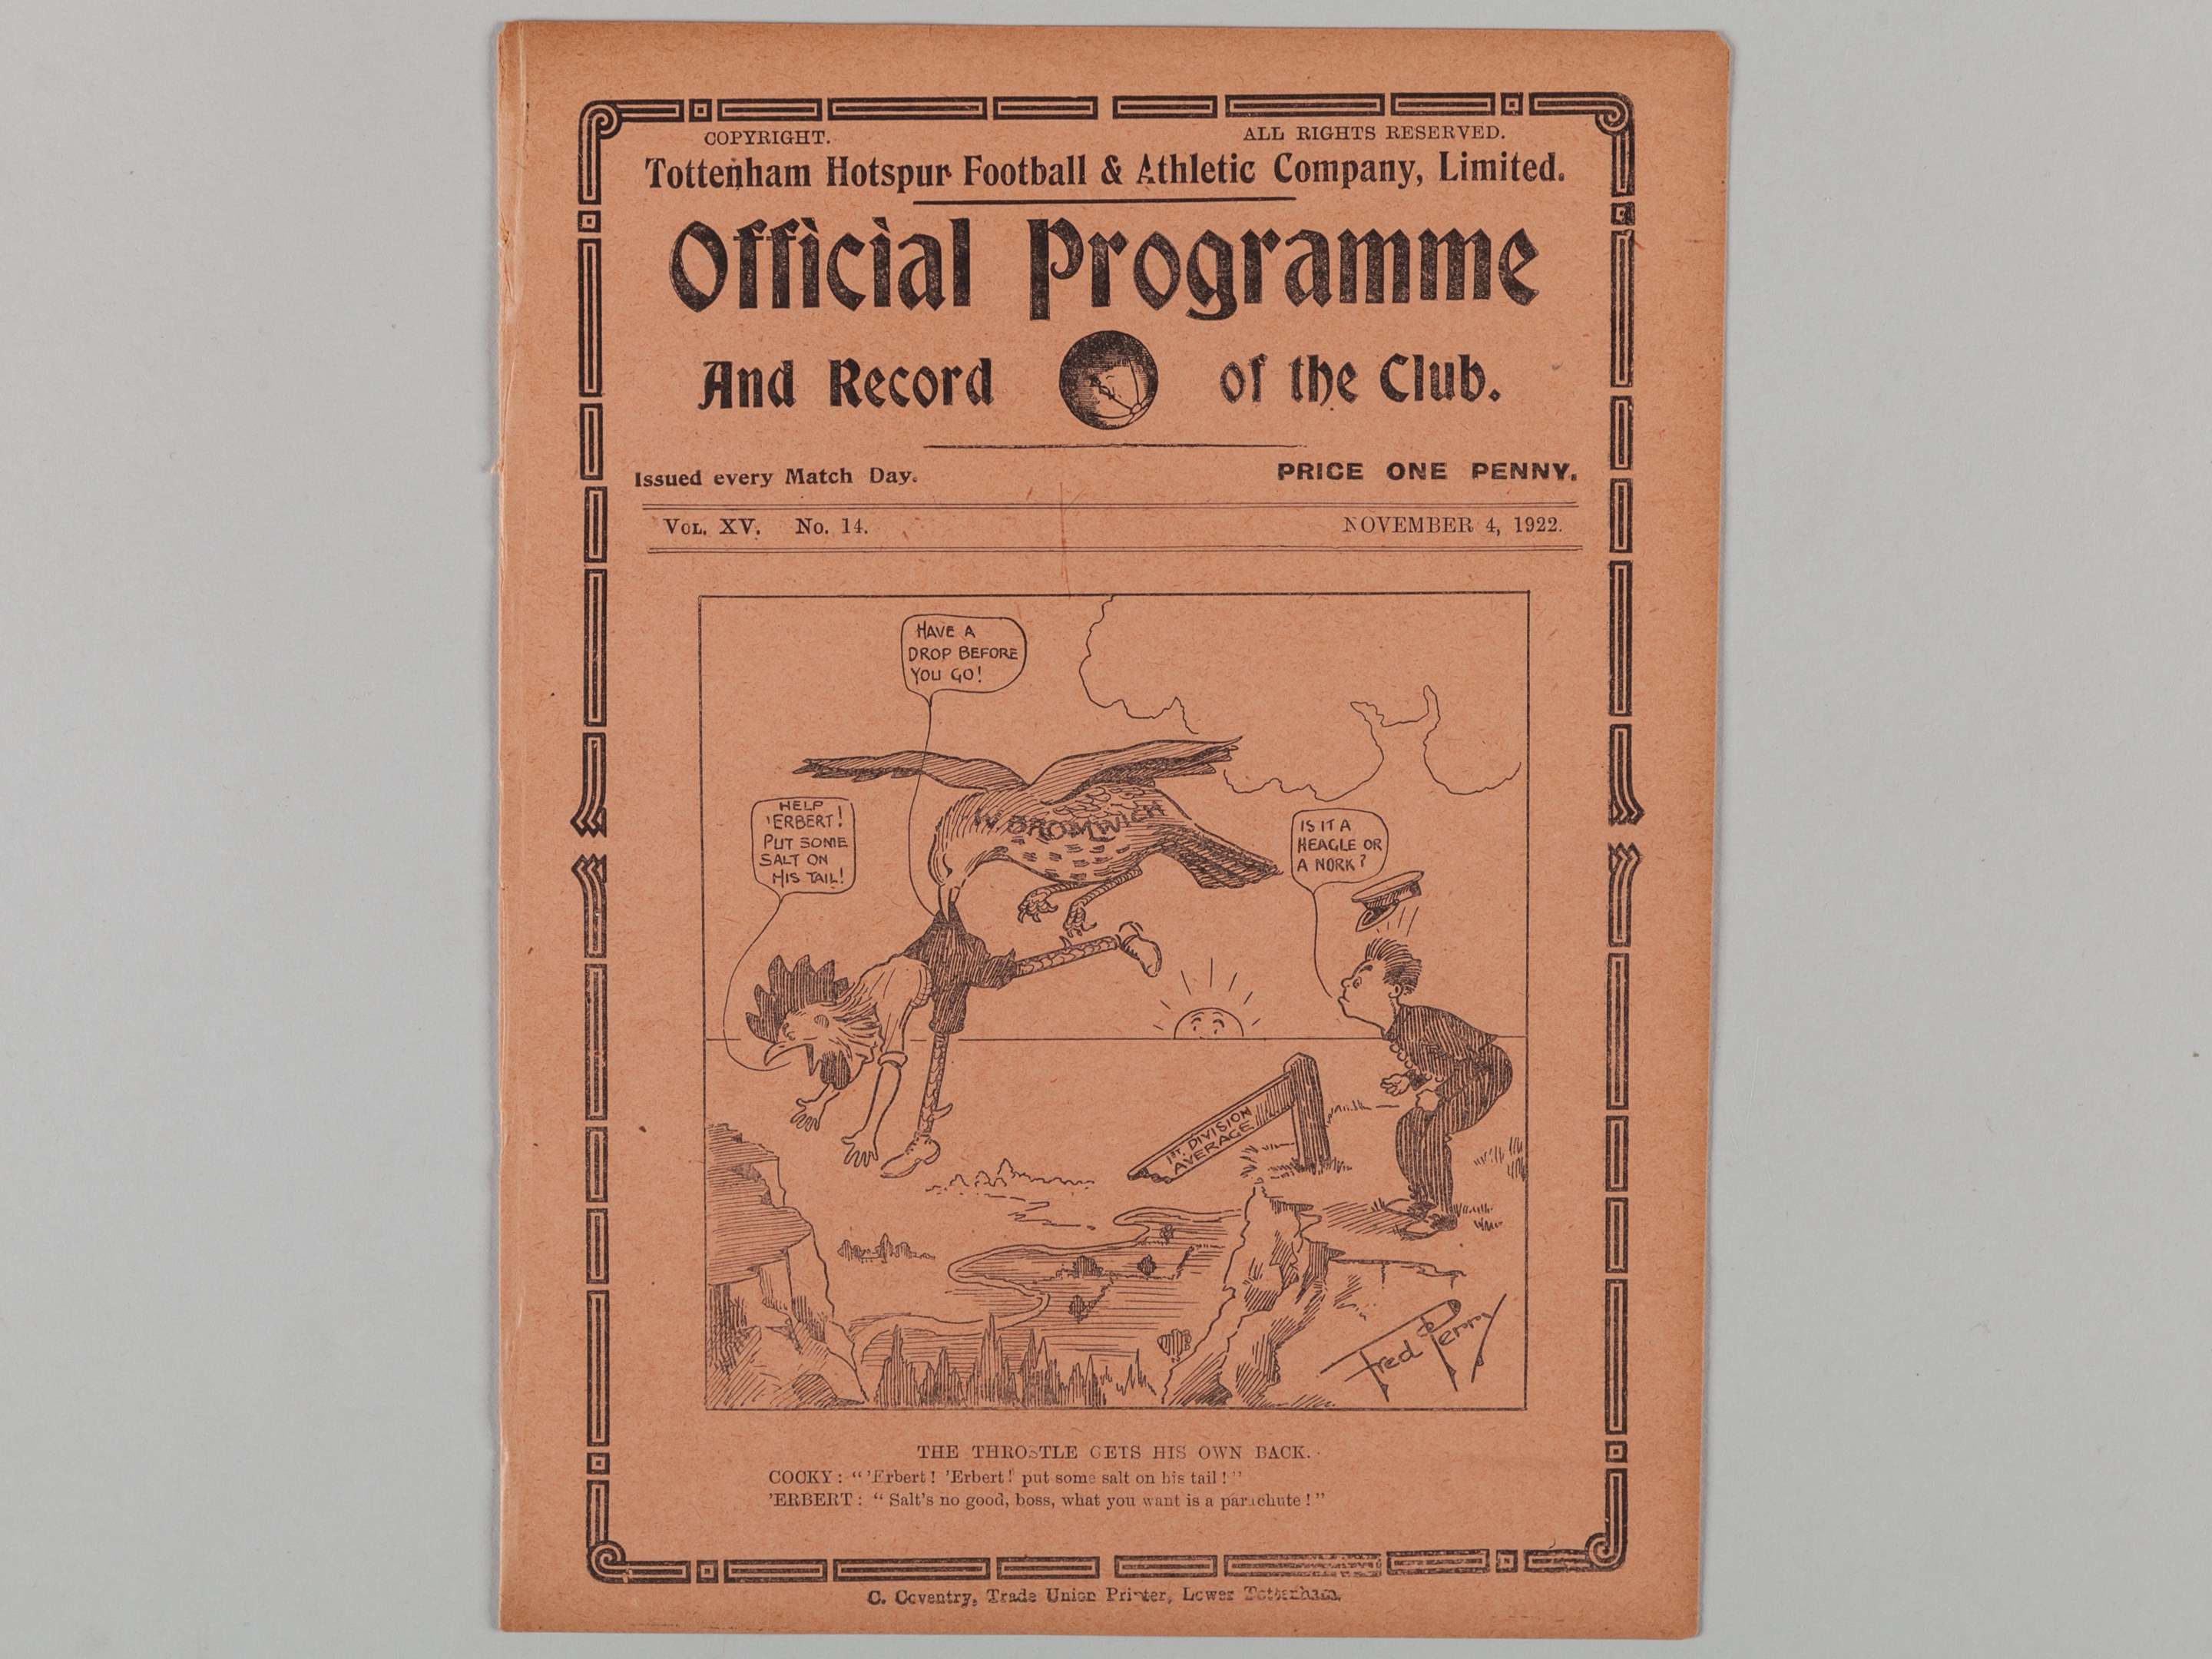 COPYRIGHT. ALL RIGHTS RESERVED.
Tottenham Hotspur Football & Athletic Company, Limited.
Official Programme
And Record of the Club.
Issued every Match Day. PRICE ONE PENNY.
VOL. XV. No. 14. NOVEMBER 4, 1922.
HAVE A
DROP BEFORE
YOU GO!
HELP
'ERBERT!
PUT SOME
SALT ON
HIS TAIL!
W. BROMWICH
IS IT A
HEAGLE OR
A NORK?
1ST. DIVISION
AVERAGE
Fred Perry
THE THROSTLE GETS HIS OWN BACK.
COCKY: "'Erbert! 'Erbert! put some salt on his tail!"
'ERBERT: "Salt's no good, boss, what you want is a parachute!"
C. Coventry, Trade Union Printer, Lower Tottenham.